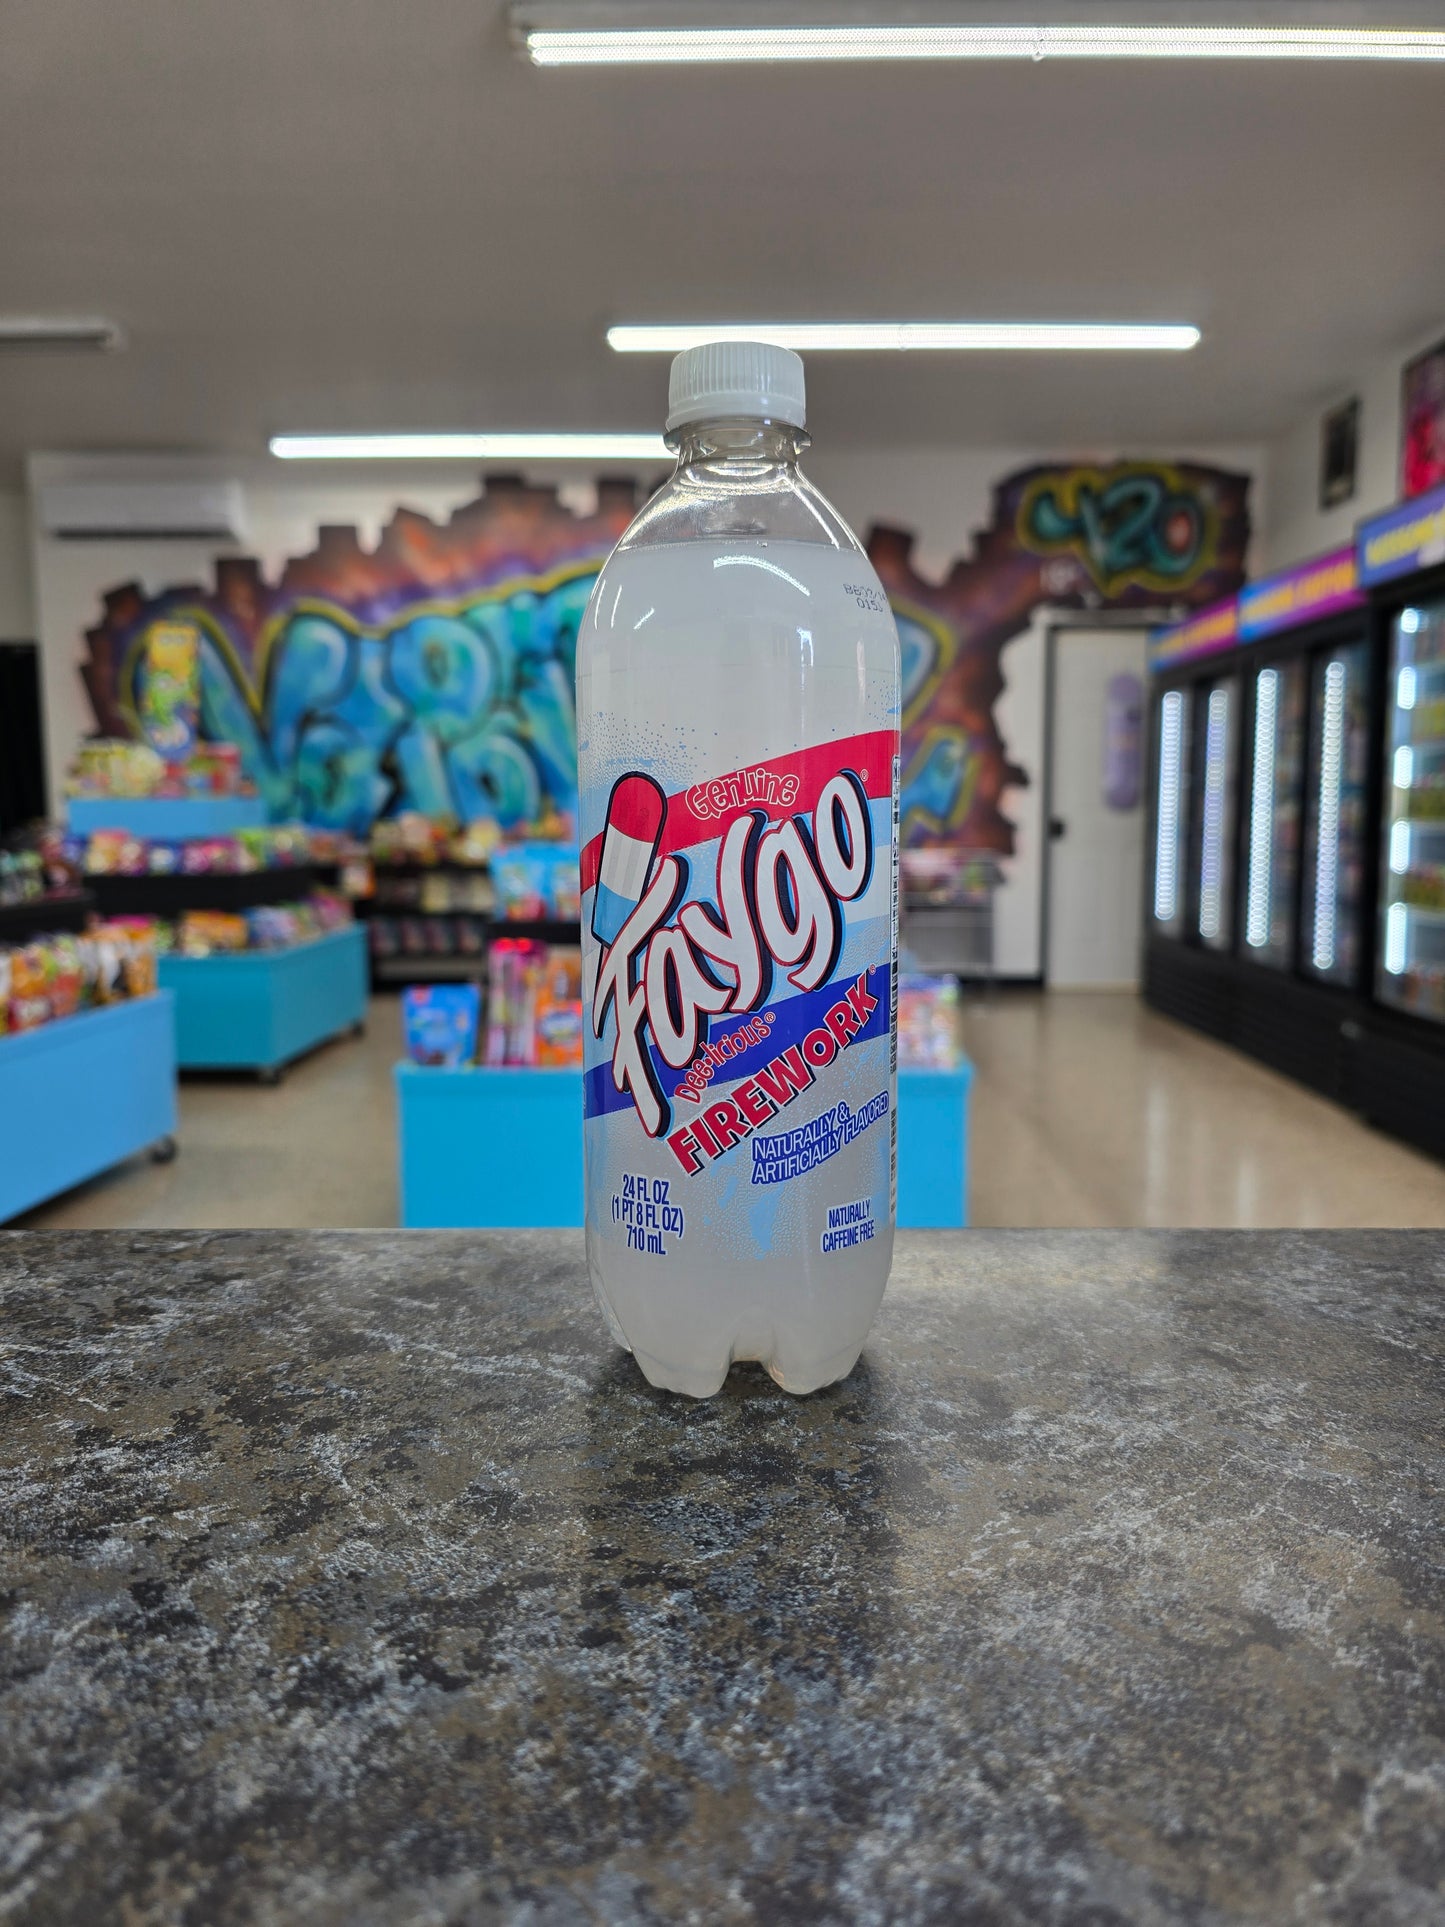 420
Genuine
Faygo®
Dee-licious®
FIREWORK®
NATURALLY &
ARTIFICIALLY FLAVORED
24 FL OZ
(1 PT 8 FL OZ)
710 mL
NATURALLY
CAFFEINE FREE